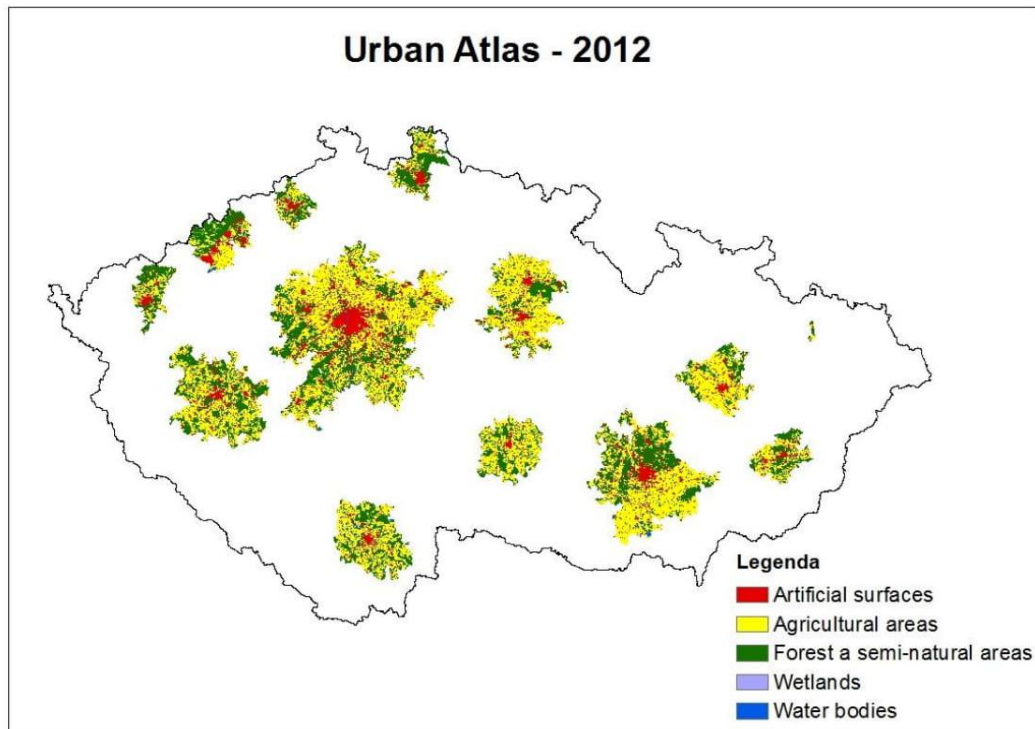 Urban Atlas - 2012
Legenda
Artificial surfaces
Agricultural areas
Forest a semi-natural areas
Wetlands
Water bodies